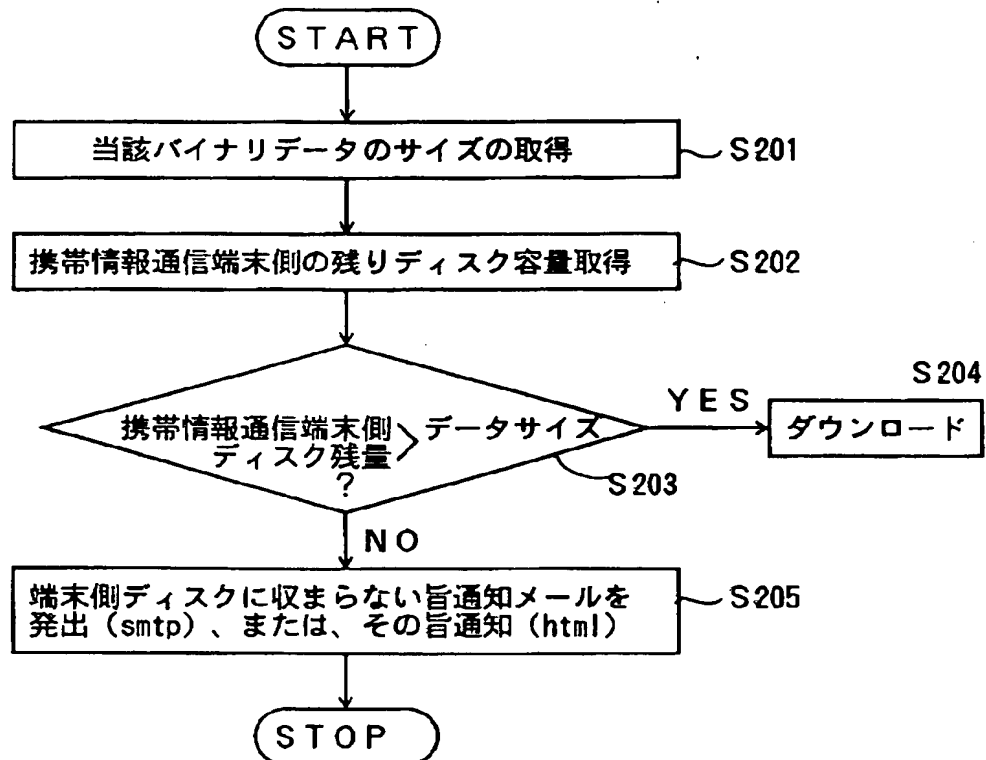 START
当該バイナリデータのサイズの取得
S201
携帯情報通信端末側の残りディスク容量取得
S202
携帯情報通信端末側
ディスク残量
>データサイズ
?
S203
YES
S204
ダウンロード
NO
端末側ディスクに収まらない旨通知メールを
発出(smtp)、または、その旨通知(html)
S205
STOP